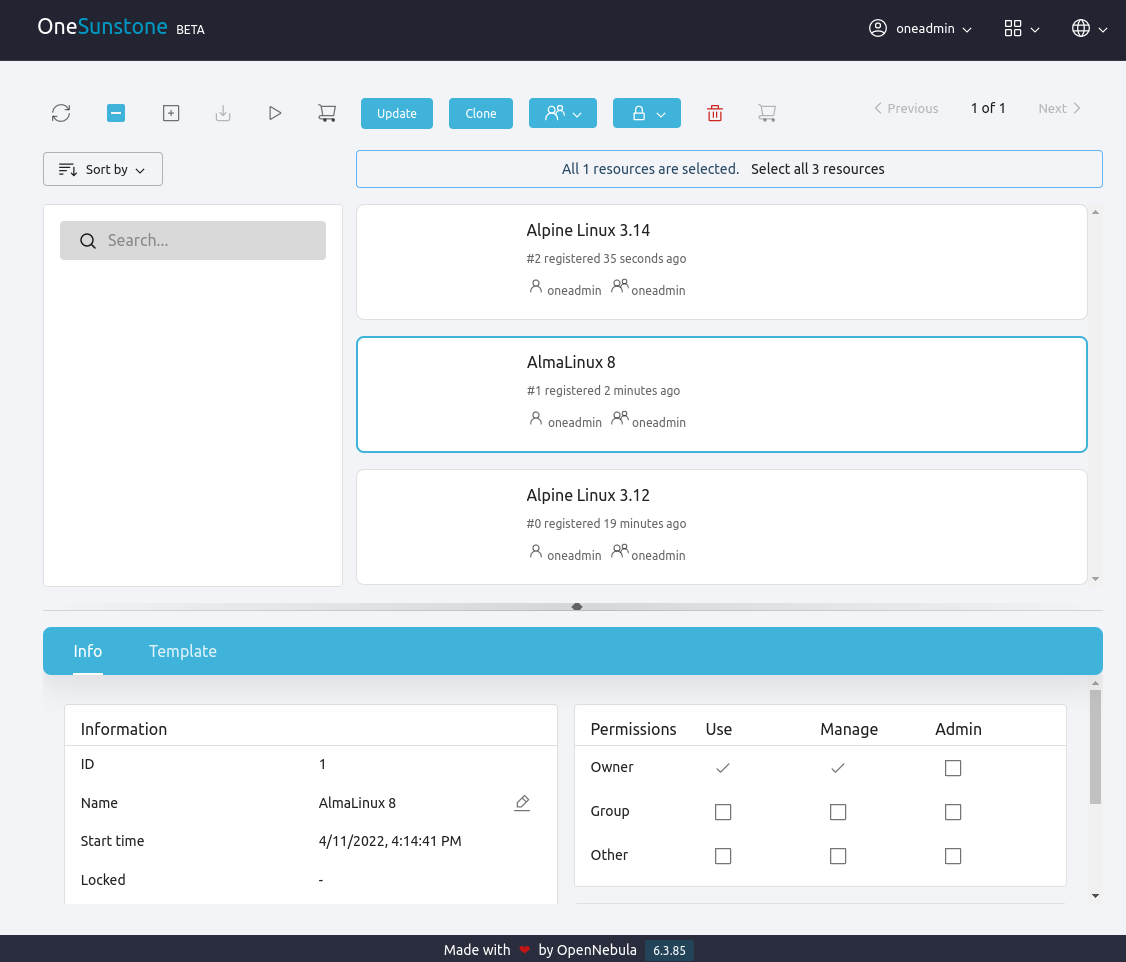 OneSunstone BETA
oneadmin
Update
Clone
Previous
1 of 1
Next
Sort by
All 1 resources are selected. Select all 3 resources
Search...
Alpine Linux 3.14
#2 registered 35 seconds ago
oneadmin oneadmin
AlmaLinux 8
#1 registered 2 minutes ago
oneadmin oneadmin
Alpine Linux 3.12
#0 registered 19 minutes ago
oneadmin oneadmin
Info
Template
Information
ID 1
Name AlmaLinux 8
Start time 4/11/2022, 4:14:41 PM
Locked -
Permissions Use Manage Admin
Owner
Group
Other
Made with ❤ by OpenNebula 6.3.85